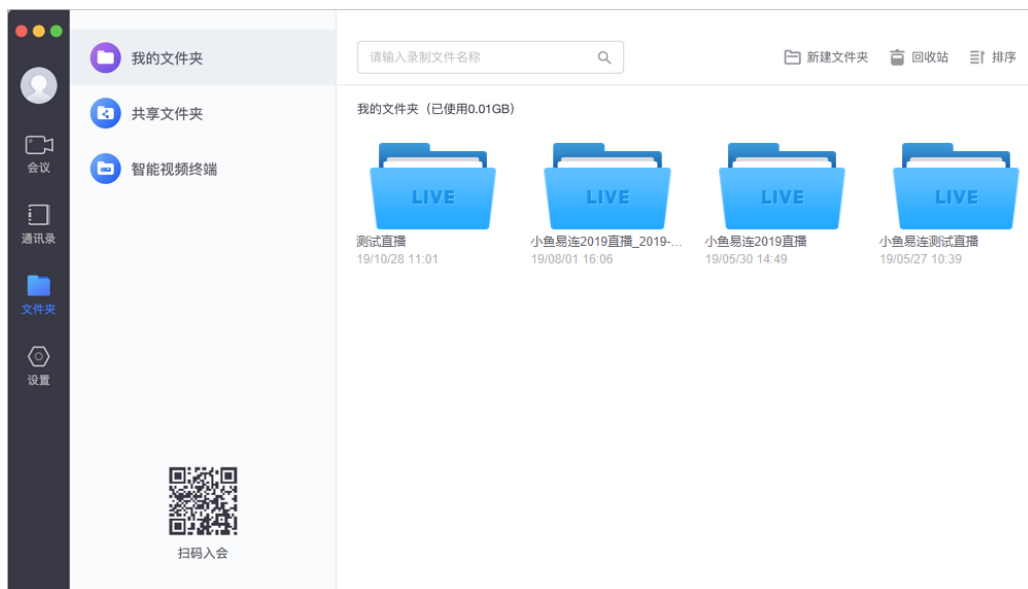 会议
通讯录
文件夹
设置
我的文件夹
共享文件夹
智能视频终端
扫码入会
请输入录制文件名称
新建文件夹 回收站 排序
我的文件夹（已使用0.01GB）
LIVE LIVE LIVE LIVE
测试直播 小鱼易连2019直播_2019-... 小鱼易连2019直播 小鱼易连测试直播
19/10/28 11:01 19/08/01 16:06 19/05/30 14:49 19/05/27 10:39